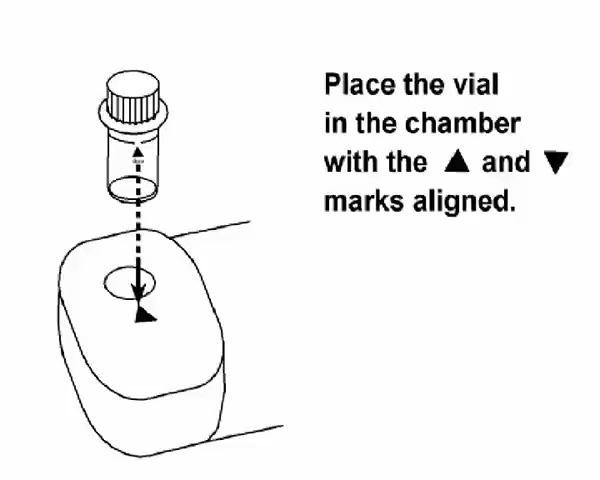 Place the vial
in the chamber
with the ▲ and ▼
marks aligned.